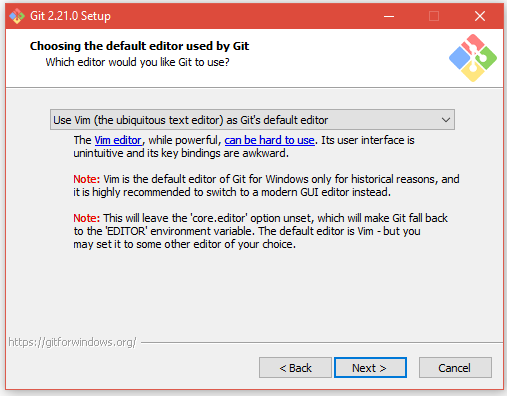 Git 2.21.0 Setup
Choosing the default editor used by Git
Which editor would you like Git to use?
Use Vim (the ubiquitous text editor) as Git's default editor
The Vim editor, while powerful, can be hard to use. Its user interface is
unintuitive and its key bindings are awkward.
Note: Vim is the default editor of Git for Windows only for historical reasons, and
it is highly recommended to switch to a modern GUI editor instead.
Note: This will leave the 'core.editor' option unset, which will make Git fall back
to the 'EDITOR' environment variable. The default editor is Vim - but you
may set it to some other editor of your choice.
https://gitforwindows.org/
< Back
Next >
Cancel